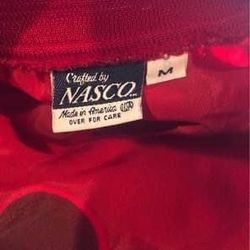 Crafted by
NASCO
Made in America
OVER FOR CARE
M